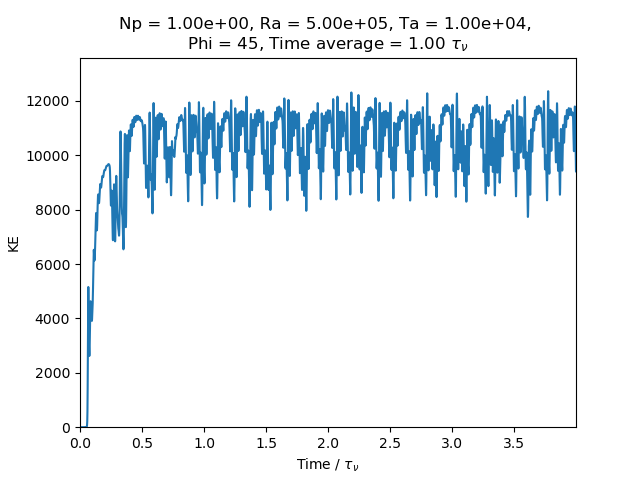 Np = 1.00e+00, Ra = 5.00e+05, Ta = 1.00e+04,
Phi = 45, Time average = 1.00 τν
12000
10000
8000
6000
4000
2000
0
KE
0.0 0.5 1.0 1.5 2.0 2.5 3.0 3.5
Time / τν